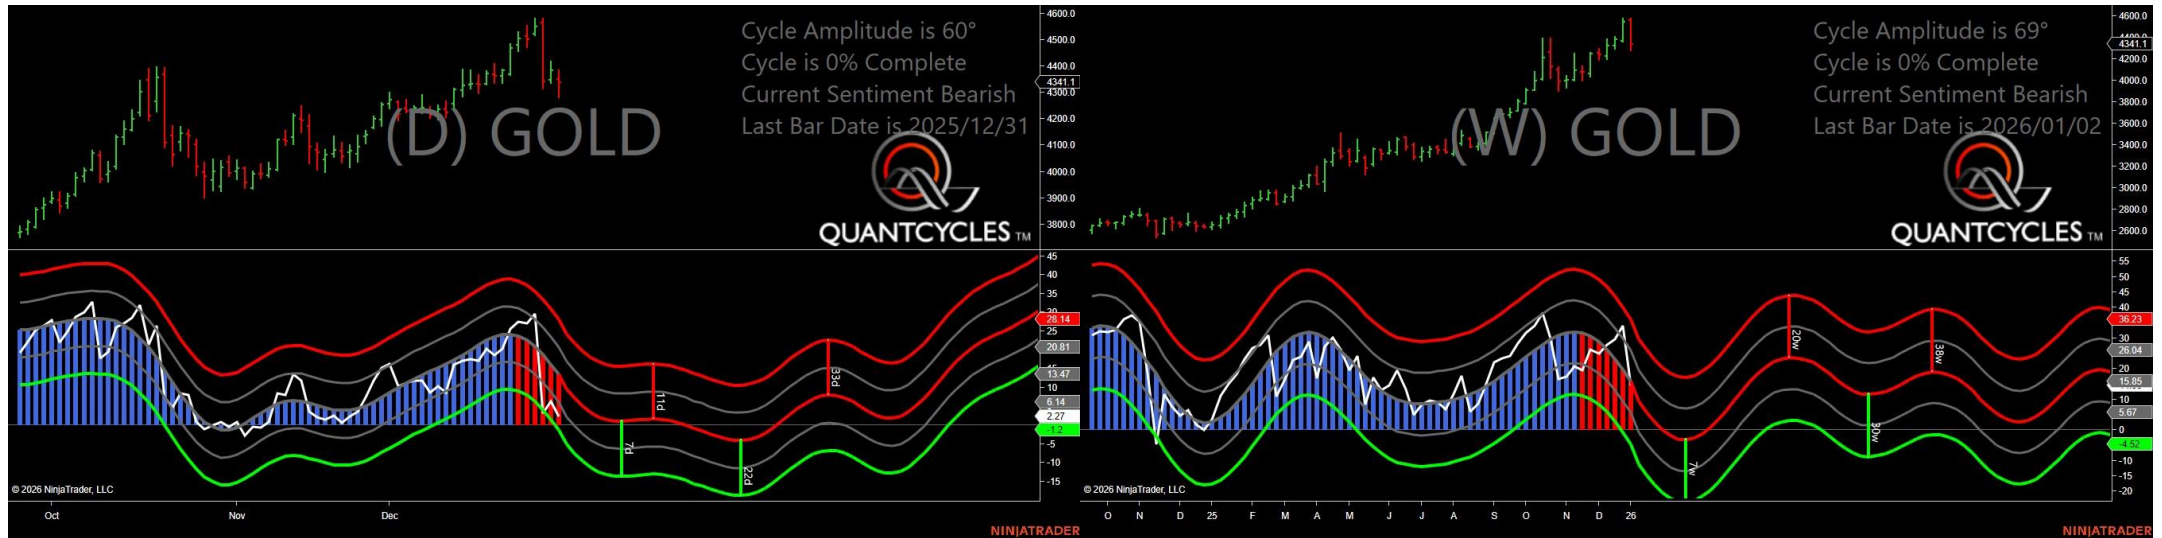 Cycle Amplitude is 60°
Cycle is 0% Complete
Current Sentiment Bearish
Last Bar Date is 2025/12/31
(D) GOLD
QUANTCYCLES TM
4600.0
4500.0
4400.0
4341.1
4300.0
4200.0
4100.0
4000.0
3900.0
3800.0
45
40
35
28.14
25
20.81
13.47
10
6.14
2.27
-1.2
-5
-10
-15
11d
7d
22d
33d
© 2026 NinjaTrader, LLC
Oct Nov Dec
NINJATRADER
Cycle Amplitude is 69°
Cycle is 0% Complete
Current Sentiment Bearish
Last Bar Date is 2026/01/02
(W) GOLD
QUANTCYCLES TM
4600.0
4341.1
4200.0
4000.0
3800.0
3600.0
3400.0
3200.0
3000.0
2800.0
2600.0
55
50
45
40
36.23
26.04
20
15.85
5.67
0
-4.52
-10
-15
-20
7w
20w
30w
38w
© 2026 NinjaTrader, LLC
O N D 25 F M A M J J A S O N D 26
NINJATRADER